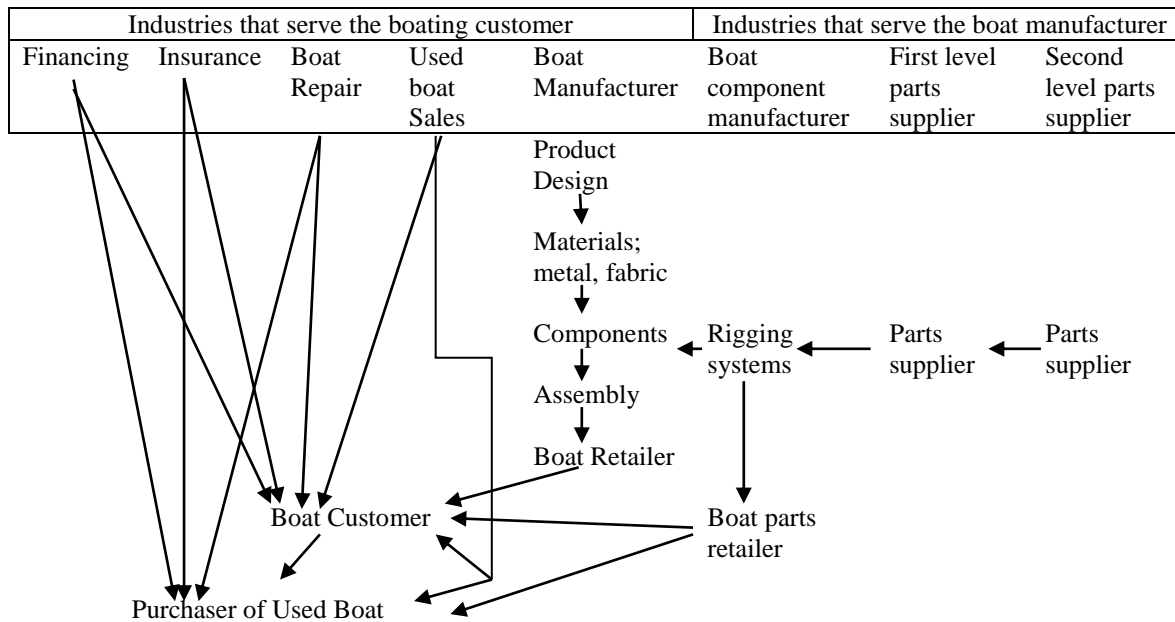 Industries that serve the boating customer
Industries that serve the boat manufacturer
Financing
Insurance
Boat
Repair
Used
boat
Sales
Boat
Manufacturer
Boat
component
manufacturer
First level
parts
supplier
Second
level parts
supplier
Product
Design
Materials;
metal, fabric
Components
Rigging
systems
Parts
supplier
Parts
supplier
Assembly
Boat Retailer
Boat Customer
Boat parts
retailer
Purchaser of Used Boat